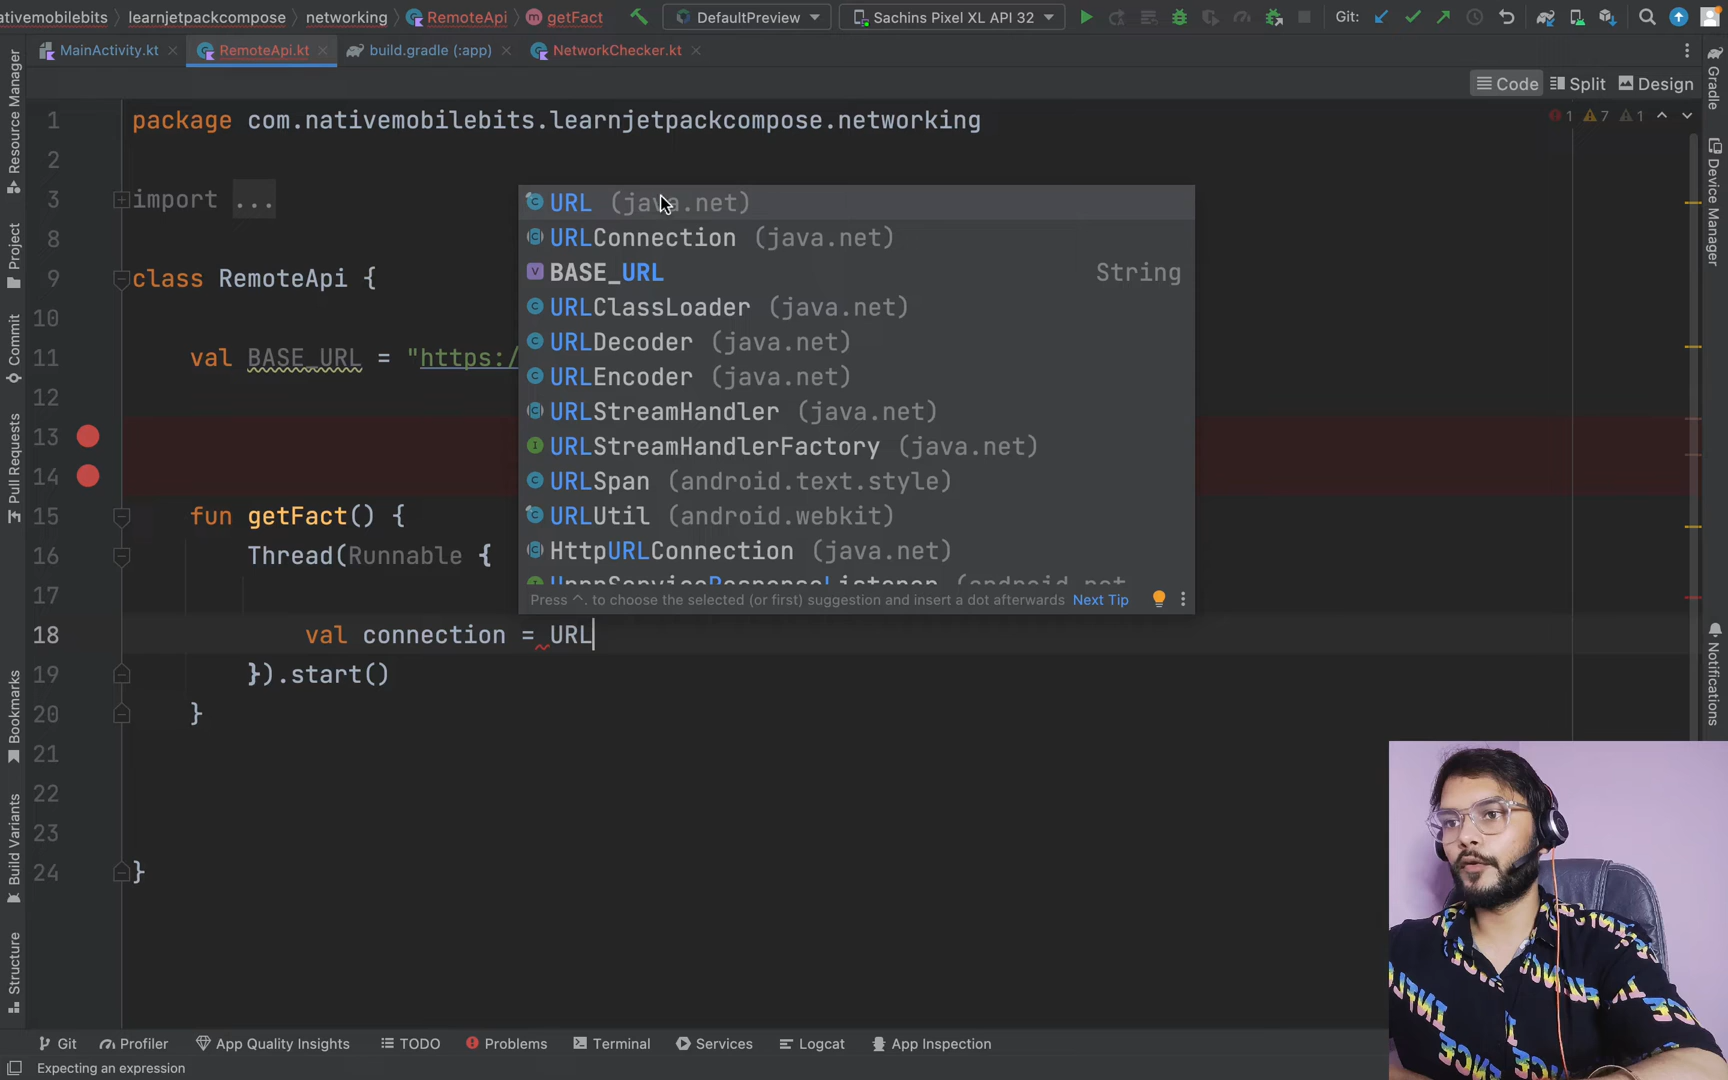 ativemobilebits learnjetpackcompose networking RemoteApi getFact DefaultPreview Sachins Pixel XL API 32 Git:
MainActivity.kt RemoteApi.kt build.gradle (:app) NetworkChecker.kt
Code Split Design
1 package com.nativemobilebits.learnjetpackcompose.networking 1 7 1
2
3 import ...
8
9 class RemoteApi {
10
11 val BASE_URL = "https:/
12
13
14
15 fun getFact() {
16 Thread(Runnable {
17
18 val connection = URL
19 }).start()
20 }
21
22
23
24 }
URL (java.net)
URLConnection (java.net)
BASE_URL String
URLClassLoader (java.net)
URLDecoder (java.net)
URLEncoder (java.net)
URLStreamHandler (java.net)
URLStreamHandlerFactory (java.net)
URLSpan (android.text.style)
URLUtil (android.webkit)
HttpURLConnection (java.net)
Press ^. to choose the selected (or first) suggestion and insert a dot afterwards Next Tip
Resource Manager
Project
Commit
Pull Requests
Bookmarks
Build Variants
Structure
Gradle
Device Manager
Notifications
Git Profiler App Quality Insights TODO Problems Terminal Services Logcat App Inspection
Expecting an expression